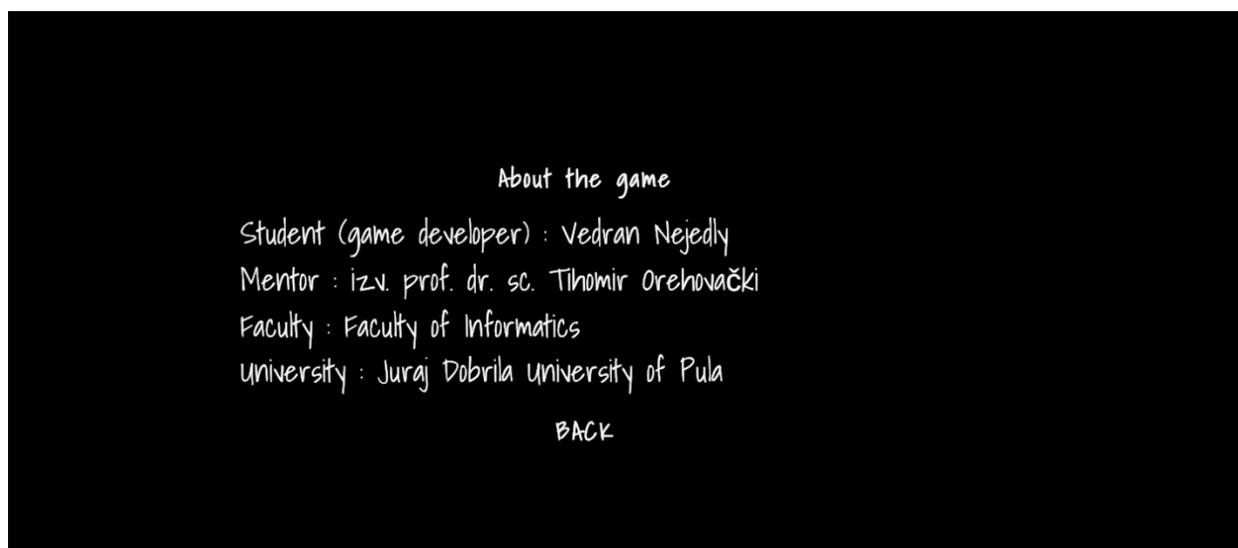 About the game
Student (game developer) : Vedran Nejedly
Mentor : izv. prof. dr. sc. Tihomir Orehovački
Faculty : Faculty of Informatics
University : Juraj Dobrila University of Pula
BACK